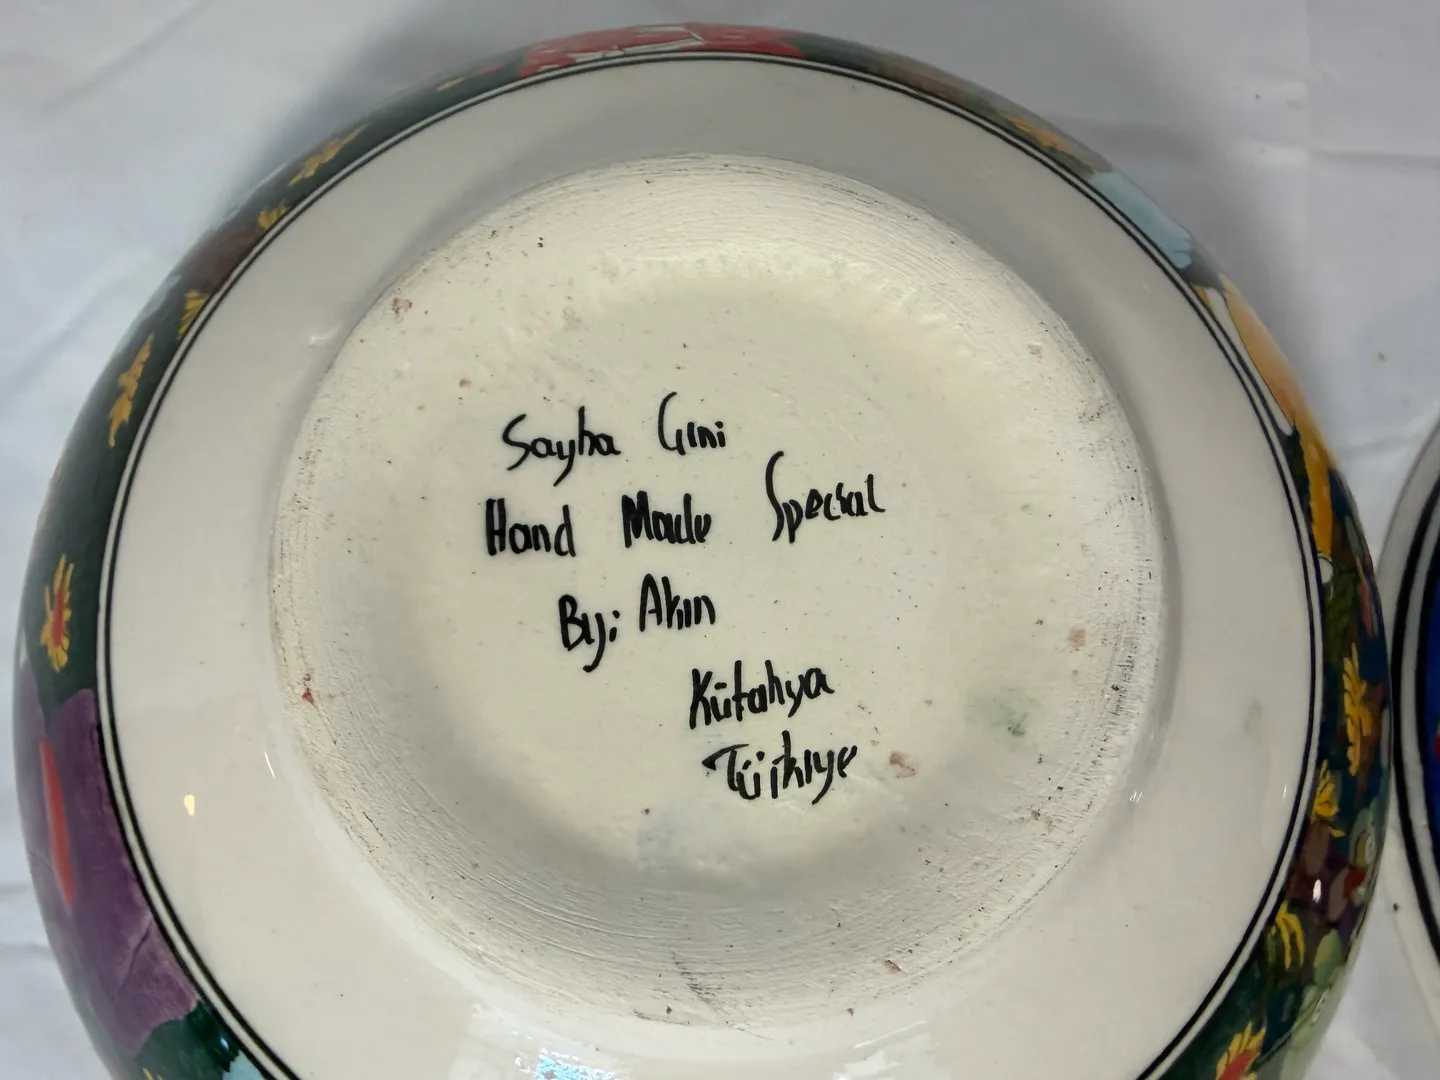 Sayha Çini
Hand Made Special
By: Akın
Kütahya
Türkiye